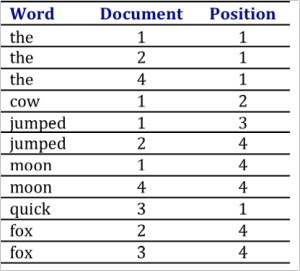 Word Document Position
the 1 1
the 2 1
the 4 1
cow 1 2
jumped 1 3
jumped 2 4
moon 1 4
moon 4 4
quick 3 1
fox 2 4
fox 3 4